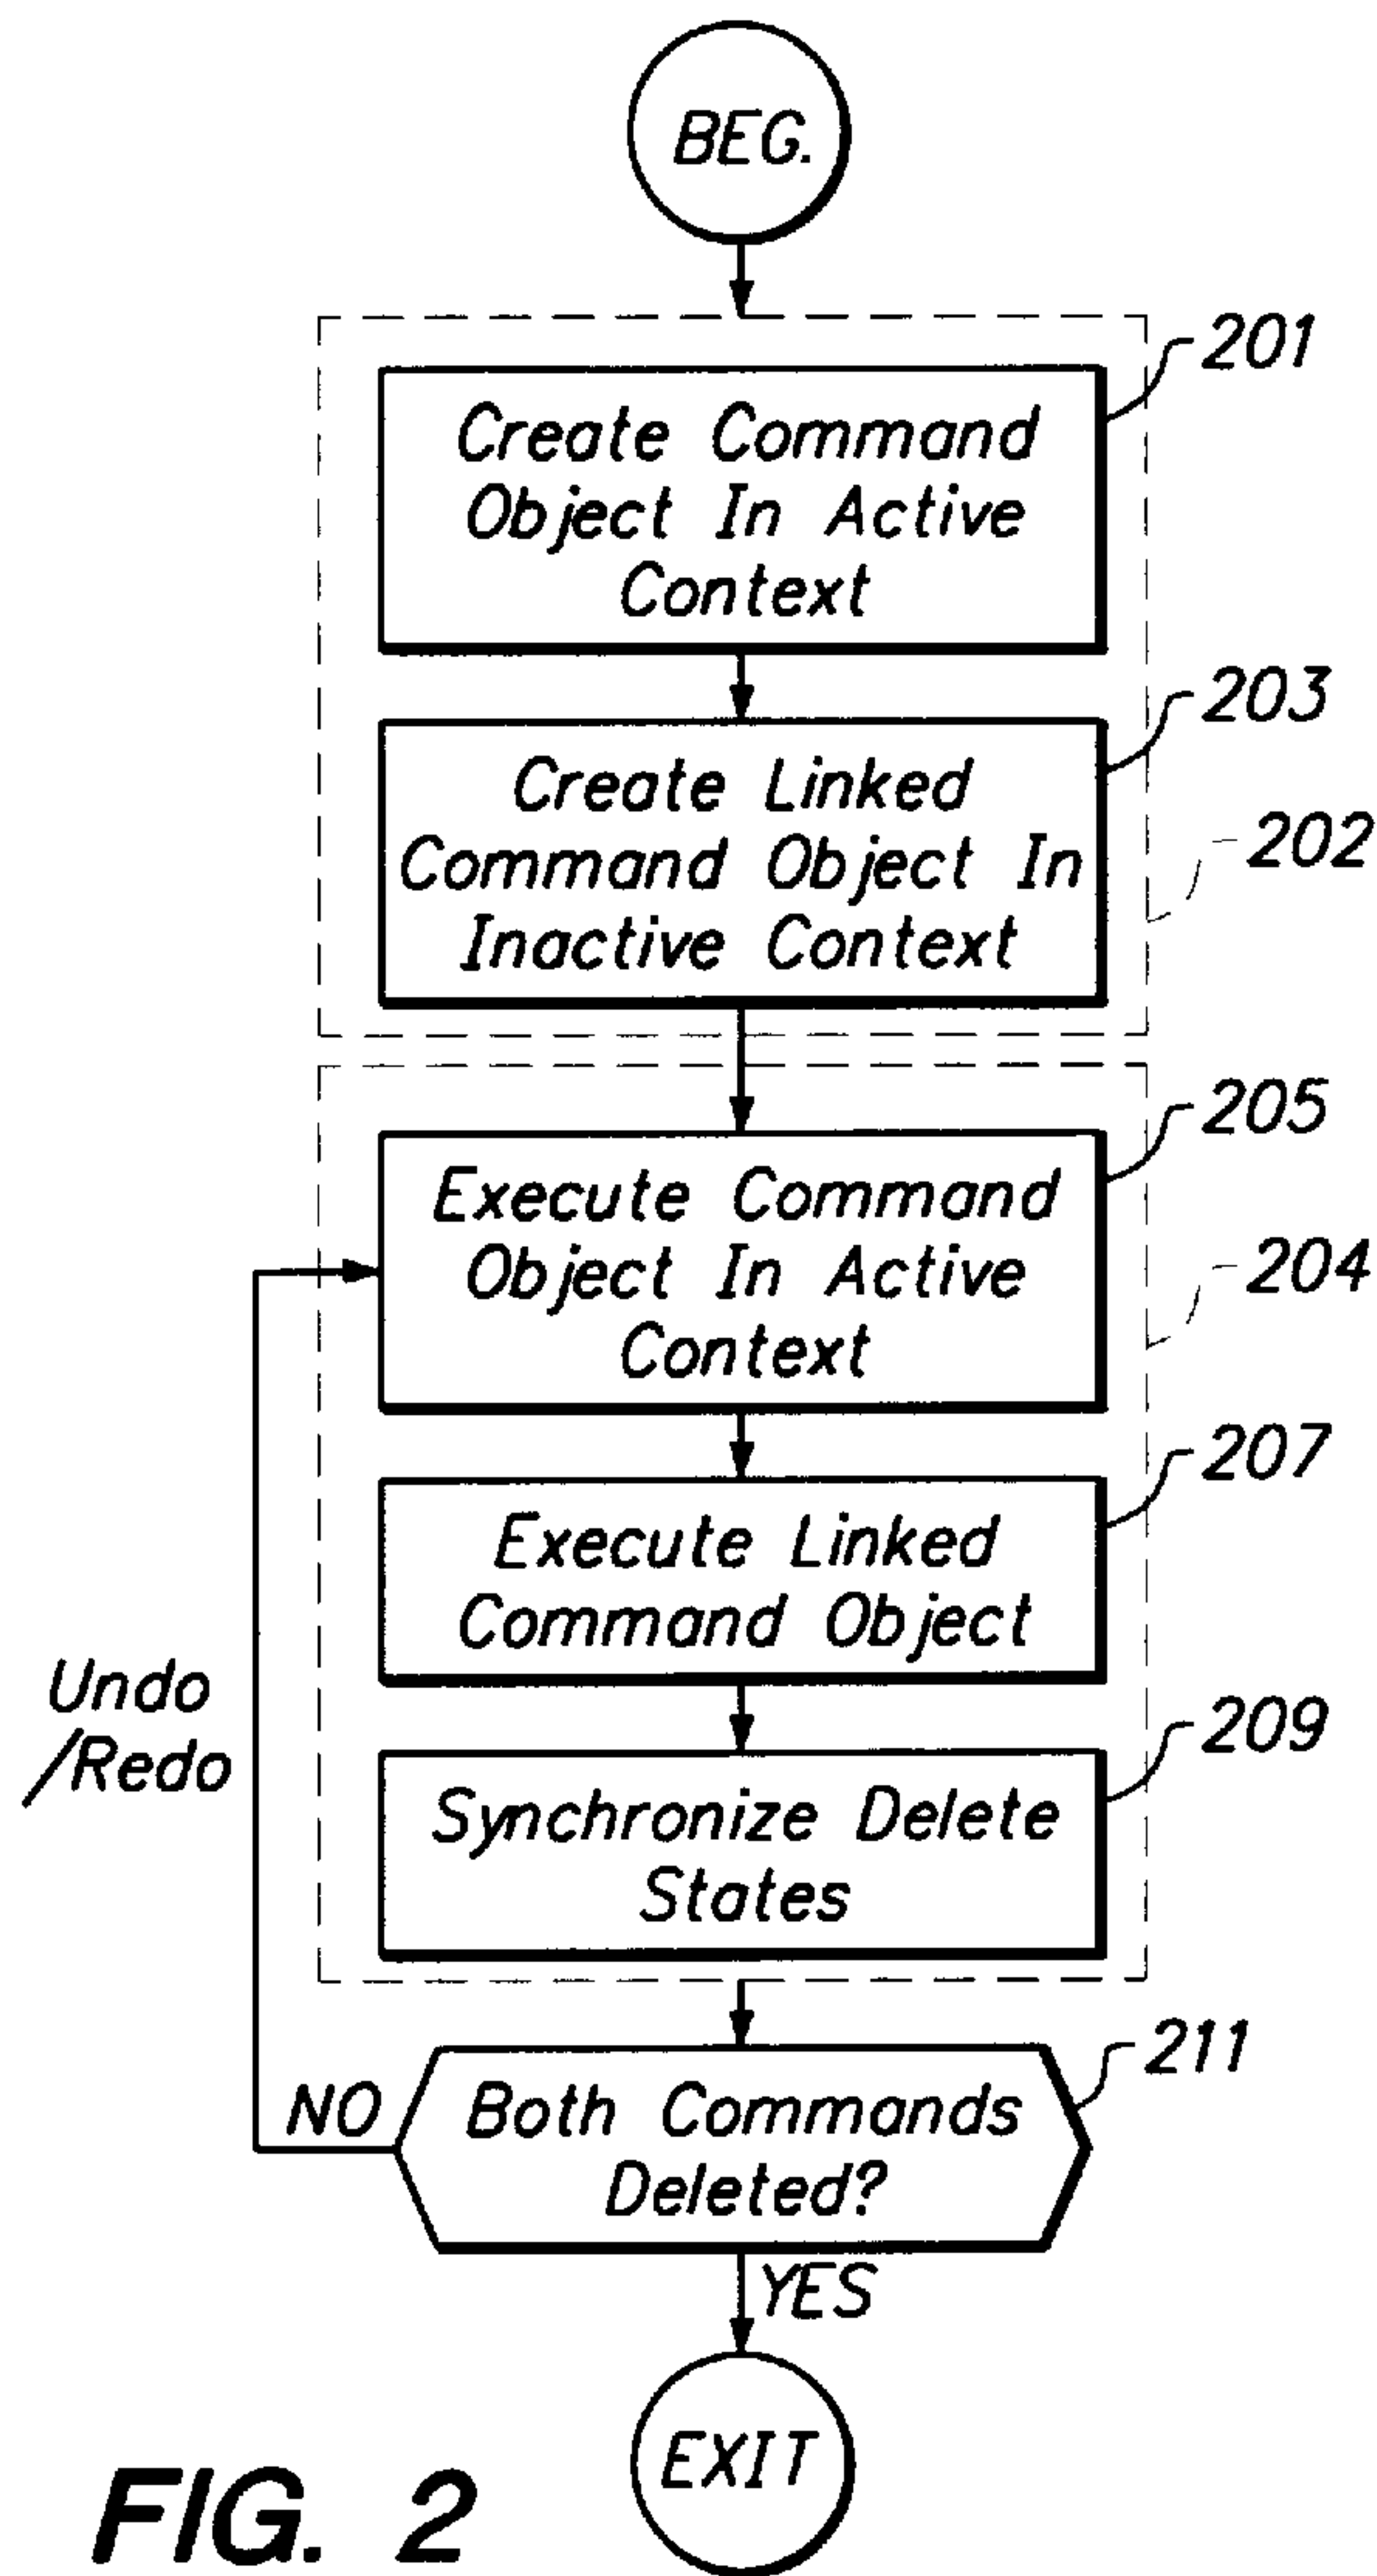 BEG.
201
Create Command
Object In Active
Context
203
Create Linked
Command Object In
Inactive Context
202
205
Execute Command
Object In Active
Context
204
207
Execute Linked
Command Object
Undo
/Redo
209
Synchronize Delete
States
211
NO
Both Commands
Deleted?
YES
EXIT
FIG. 2